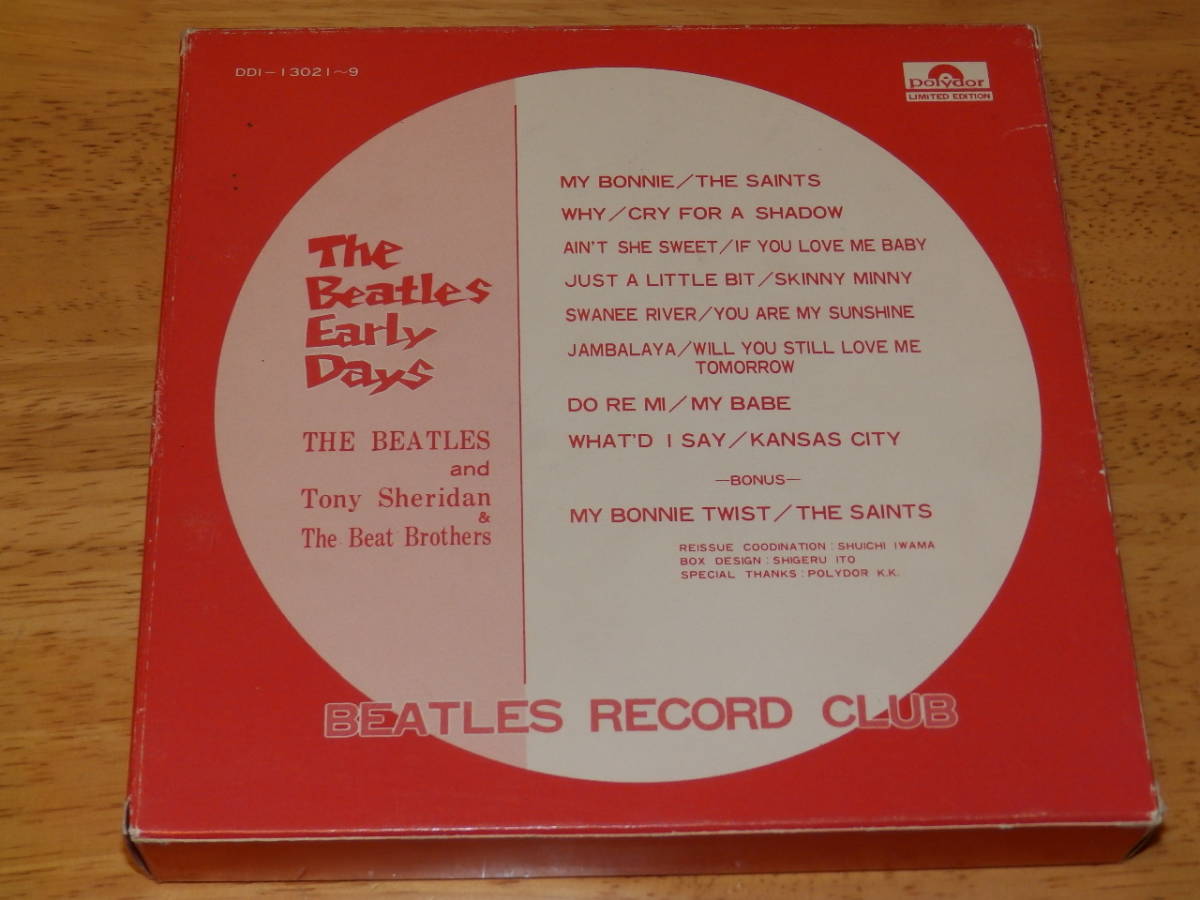 DDI-13021~9
polydor
LIMITED EDITION
The
Beatles
Early
Days
THE BEATLES
and
Tony Sheridan
&
The Beat Brothers
MY BONNIE/THE SAINTS
WHY/CRY FOR A SHADOW
AIN'T SHE SWEET/IF YOU LOVE ME BABY
JUST A LITTLE BIT/SKINNY MINNY
SWANEE RIVER/YOU ARE MY SUNSHINE
JAMBALAYA/WILL YOU STILL LOVE ME
TOMORROW
DO RE MI/MY BABE
WHAT'D I SAY/KANSAS CITY
—BONUS—
MY BONNIE TWIST/THE SAINTS
REISSUE COODINATION : SHUICHI IWAMA
BOX DESIGN : SHIGERU ITO
SPECIAL THANKS : POLYDOR K.K.
BEATLES RECORD CLUB